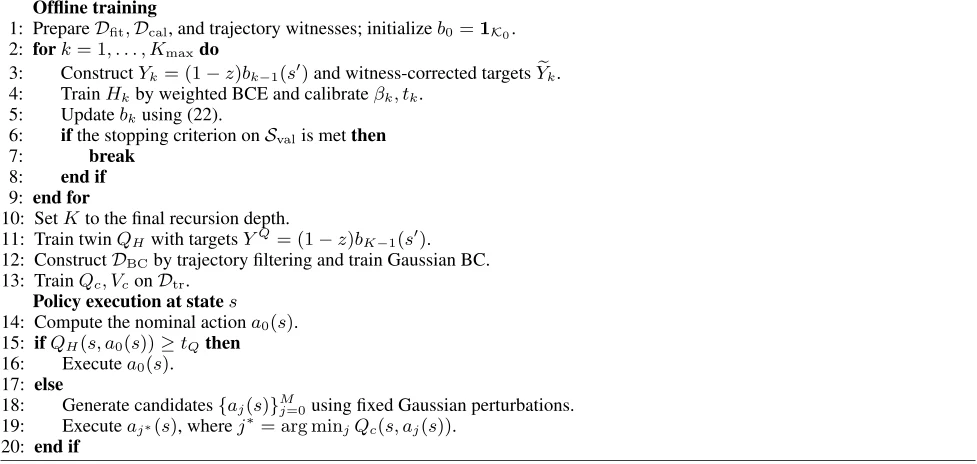 Offline training
1: Prepare 𝒟_fit, 𝒟_cal, and trajectory witnesses; initialize b_0 = 1_{𝒦_0}.
2: for k = 1, . . . , K_max do
3: Construct Y_k = (1 − z)b_{k−1}(s′) and witness-corrected targets Ỹ_k.
4: Train H_k by weighted BCE and calibrate β_k, t_k.
5: Update b_k using (22).
6: if the stopping criterion on 𝒮_val is met then
7: break
8: end if
9: end for
10: Set K to the final recursion depth.
11: Train twin Q_H with targets Y^Q = (1 − z)b_{K−1}(s′).
12: Construct 𝒟_BC by trajectory filtering and train Gaussian BC.
13: Train Q_c, V_c on 𝒟_tr.
Policy execution at state s
14: Compute the nominal action a_0(s).
15: if Q_H(s, a_0(s)) ≥ t_Q then
16: Execute a_0(s).
17: else
18: Generate candidates {a_j(s)}_{j=0}^M using fixed Gaussian perturbations.
19: Execute a_{j*}(s), where j* = arg min_j Q_c(s, a_j(s)).
20: end if